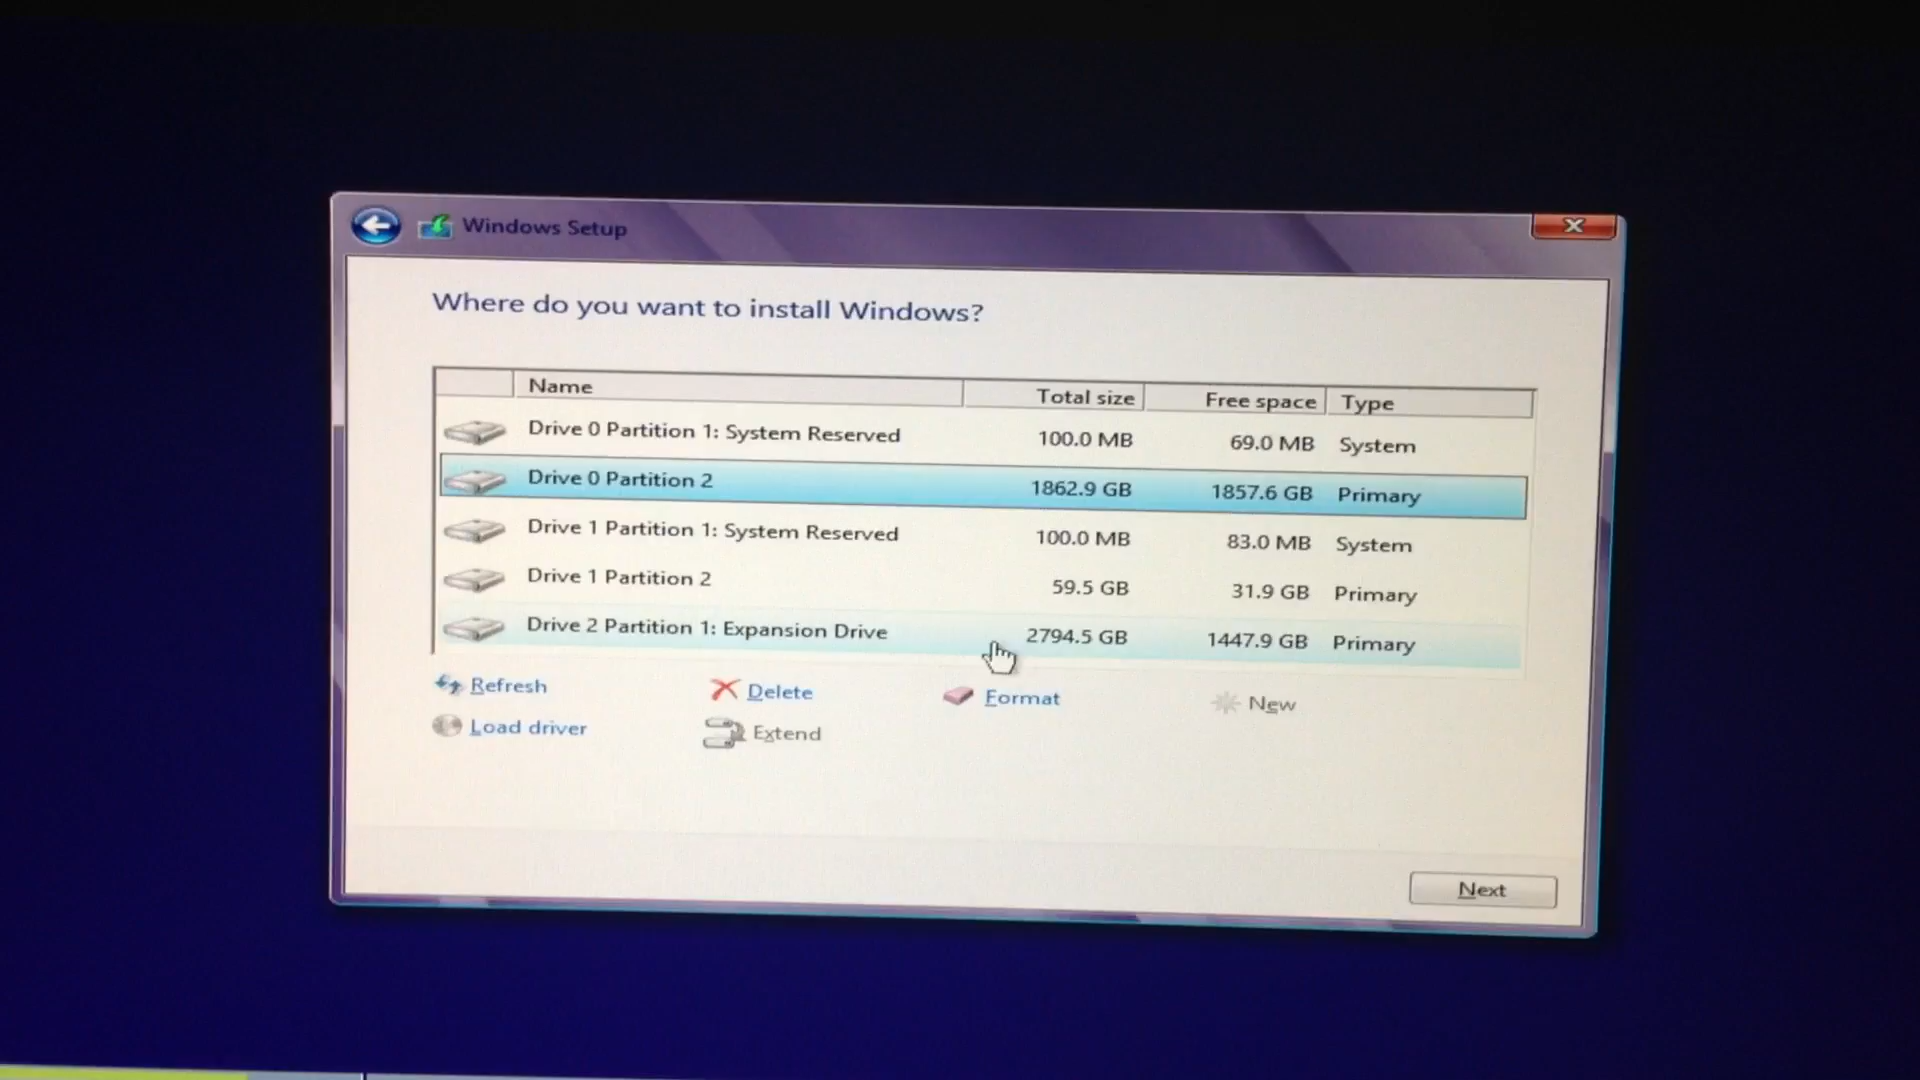 Windows Setup
Where do you want to install Windows?
Name Total size Free space Type
Drive 0 Partition 1: System Reserved 100.0 MB 69.0 MB System
Drive 0 Partition 2 1862.9 GB 1857.6 GB Primary
Drive 1 Partition 1: System Reserved 100.0 MB 83.0 MB System
Drive 1 Partition 2 59.5 GB 31.9 GB Primary
Drive 2 Partition 1: Expansion Drive 2794.5 GB 1447.9 GB Primary
Refresh Delete Format New
Load driver Extend
Next